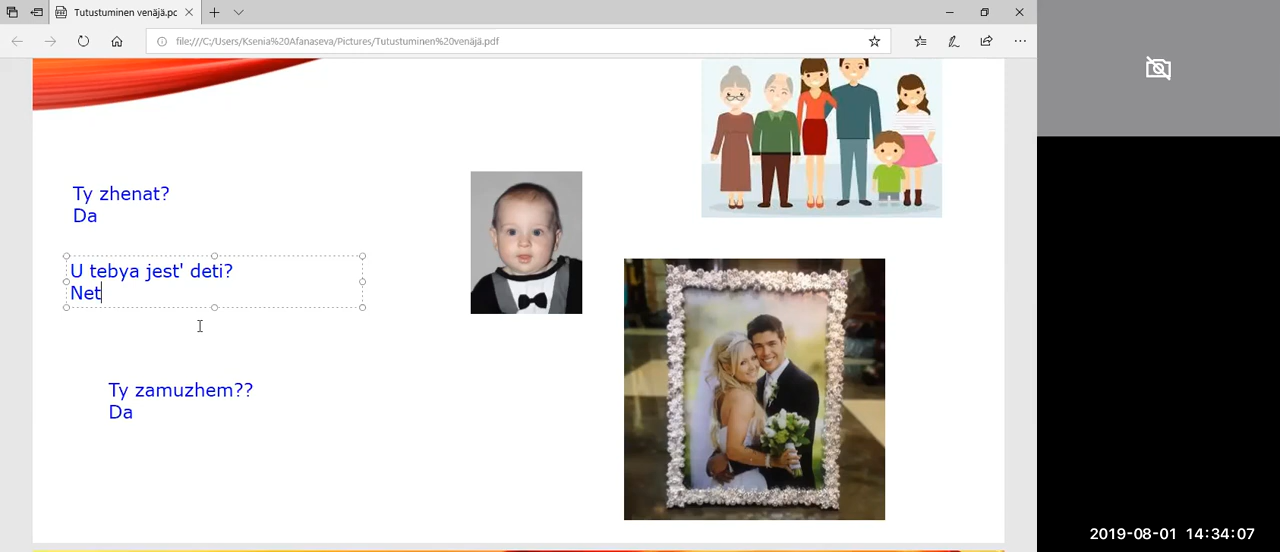 Tutustuminen venäjä.pc
file:///C:/Users/Ksenia%20Afanaseva/Pictures/Tutustuminen%20venäjä.pdf
Ty zhenat?
Da
U tebya jest' deti?
Net
Ty zamuzhem??
Da
2019-08-01 14:34:07